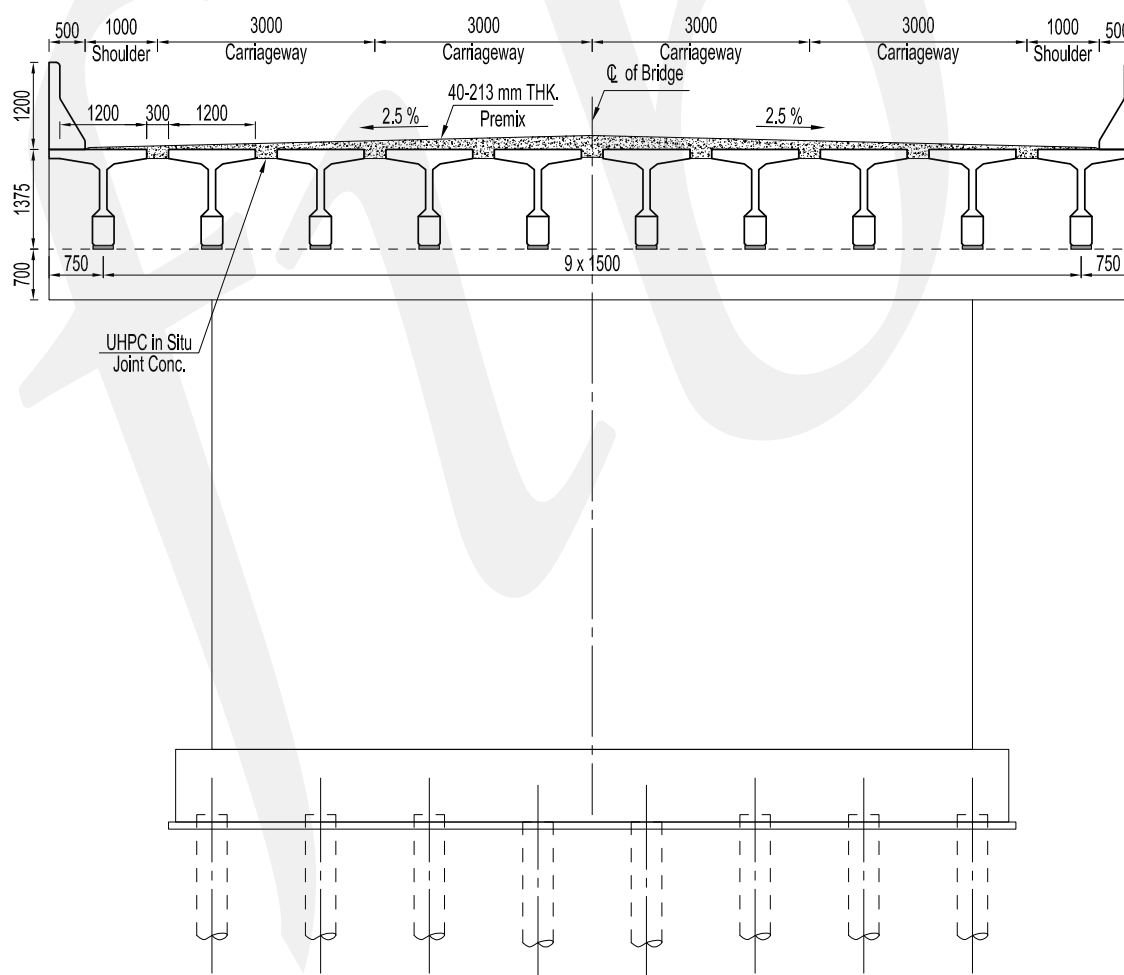 500 1000 3000 3000 3000 3000 1000 500
Shoulder Carriageway Carriageway Carriageway Carriageway Shoulder
℄ of Bridge
40-213 mm THK.
Premix
1200 300 1200
2.5 % 2.5 %
1200
1375
700
750 9 x 1500 750
UHPC in Situ
Joint Conc.